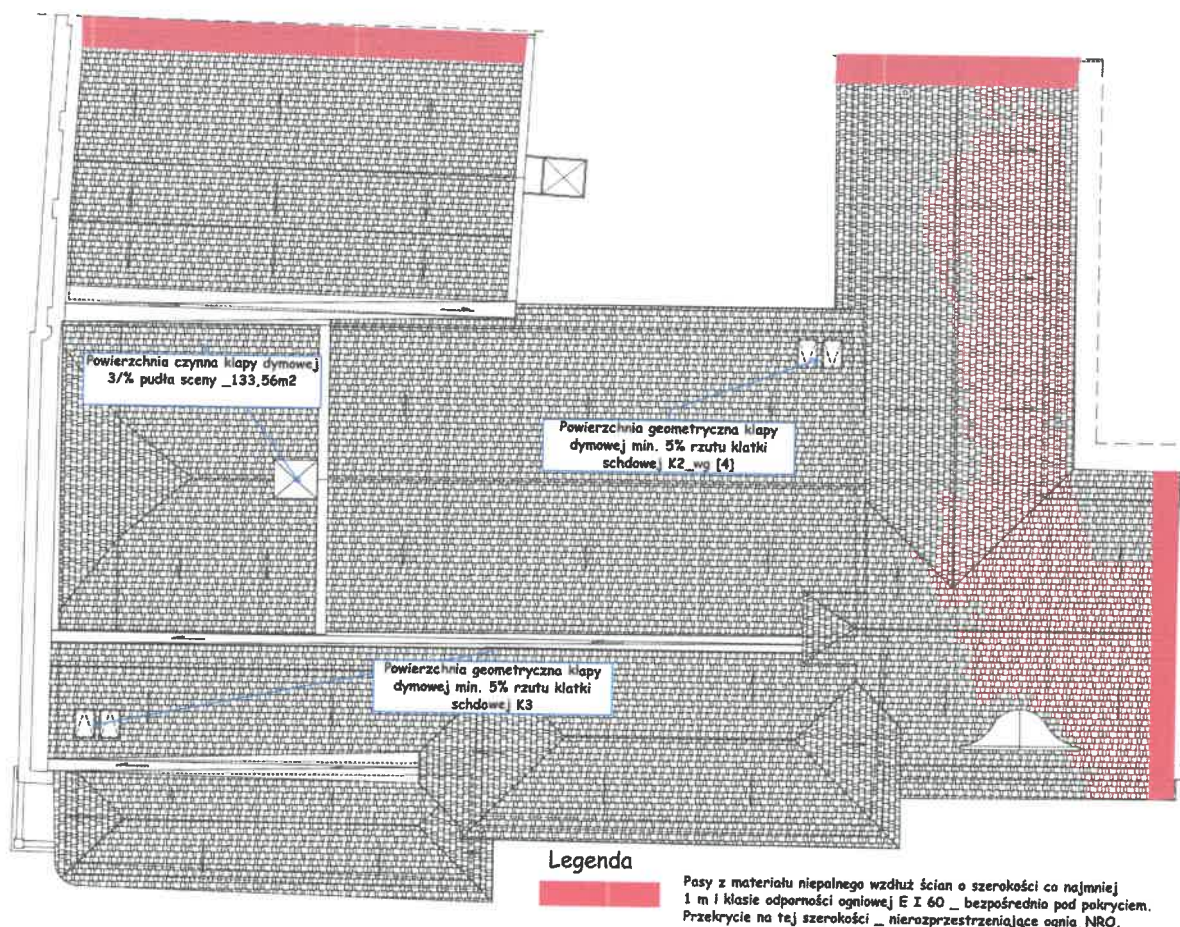 Powierzchnia czynna klapy dymowej
3/% pudła sceny _133,56m2
Powierzchnia geometryczna klapy
dymowej min. 5% rzutu klatki
schdowej K2_wg [4]
Powierzchnia geometryczna klapy
dymowej min. 5% rzutu klatki
schdowej K3
Legenda
Pasy z materiału niepalnego wzdłuż ścian o szerokości co najmniej
1 m i klasie odporności ogniowej E I 60 _ bezpośrednio pod pokryciem.
Przekrycie na tej szerokości _ nierozprzestrzeniające ognia NRO.